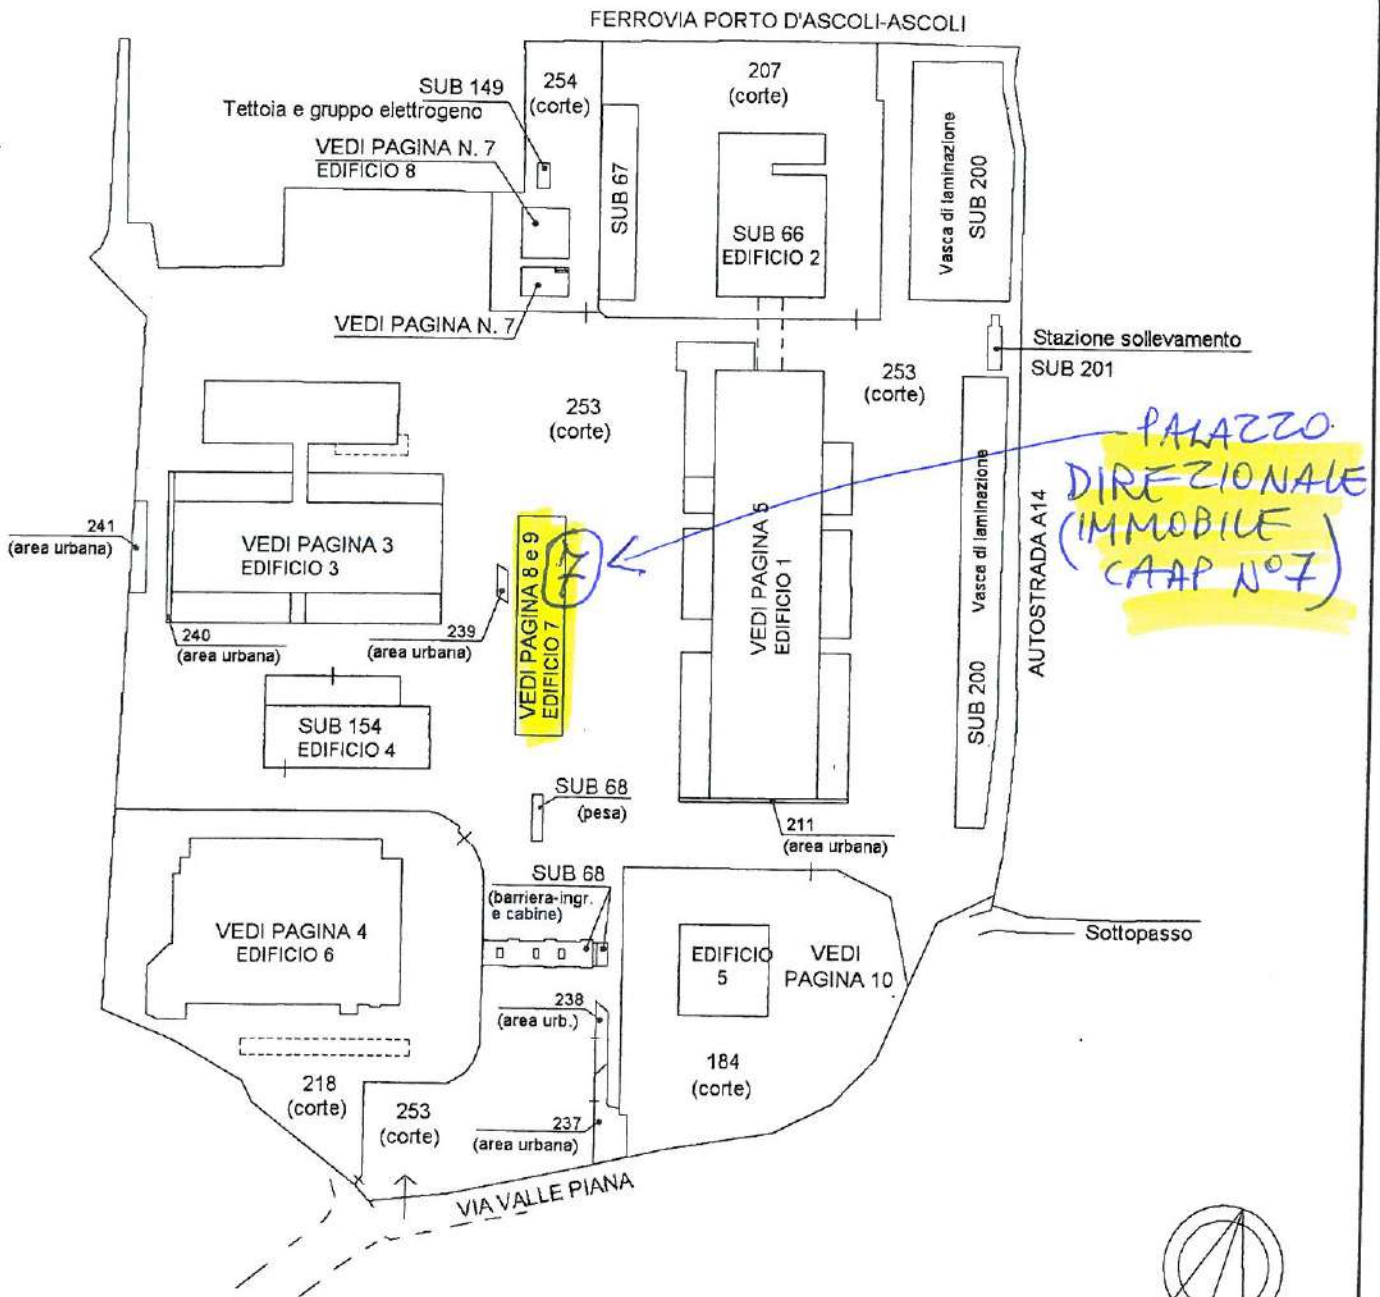 FERROVIA PORTO D'ASCOLI-ASCOLI
SUB 149
Tettoia e gruppo elettrogeno
254
(corte)
207
(corte)
VEDI PAGINA N. 7
EDIFICIO 8
SUB 67
SUB 66
EDIFICIO 2
Vasca di laminazione
SUB 200
VEDI PAGINA N. 7
Stazione sollevamento
SUB 201
253
(corte)
253
(corte)
PALAZZO
DIREZIONALE
(IMMOBILE
CAAP N°7)
241
(area urbana)
VEDI PAGINA 3
EDIFICIO 3
VEDI PAGINA 8 e 9
EDIFICIO 7
7
VEDI PAGINA 5
EDIFICIO 1
Vasca di laminazione
SUB 200
AUTOSTRADA A14
240
(area urbana)
239
(area urbana)
SUB 154
EDIFICIO 4
SUB 68
(pesa)
211
(area urbana)
SUB 68
(barriera-ingr.
e cabine)
VEDI PAGINA 4
EDIFICIO 6
EDIFICIO
5
VEDI
PAGINA 10
Sottopasso
238
(area urb.)
184
(corte)
218
(corte)
253
(corte)
237
(area urbana)
VIA VALLE PIANA